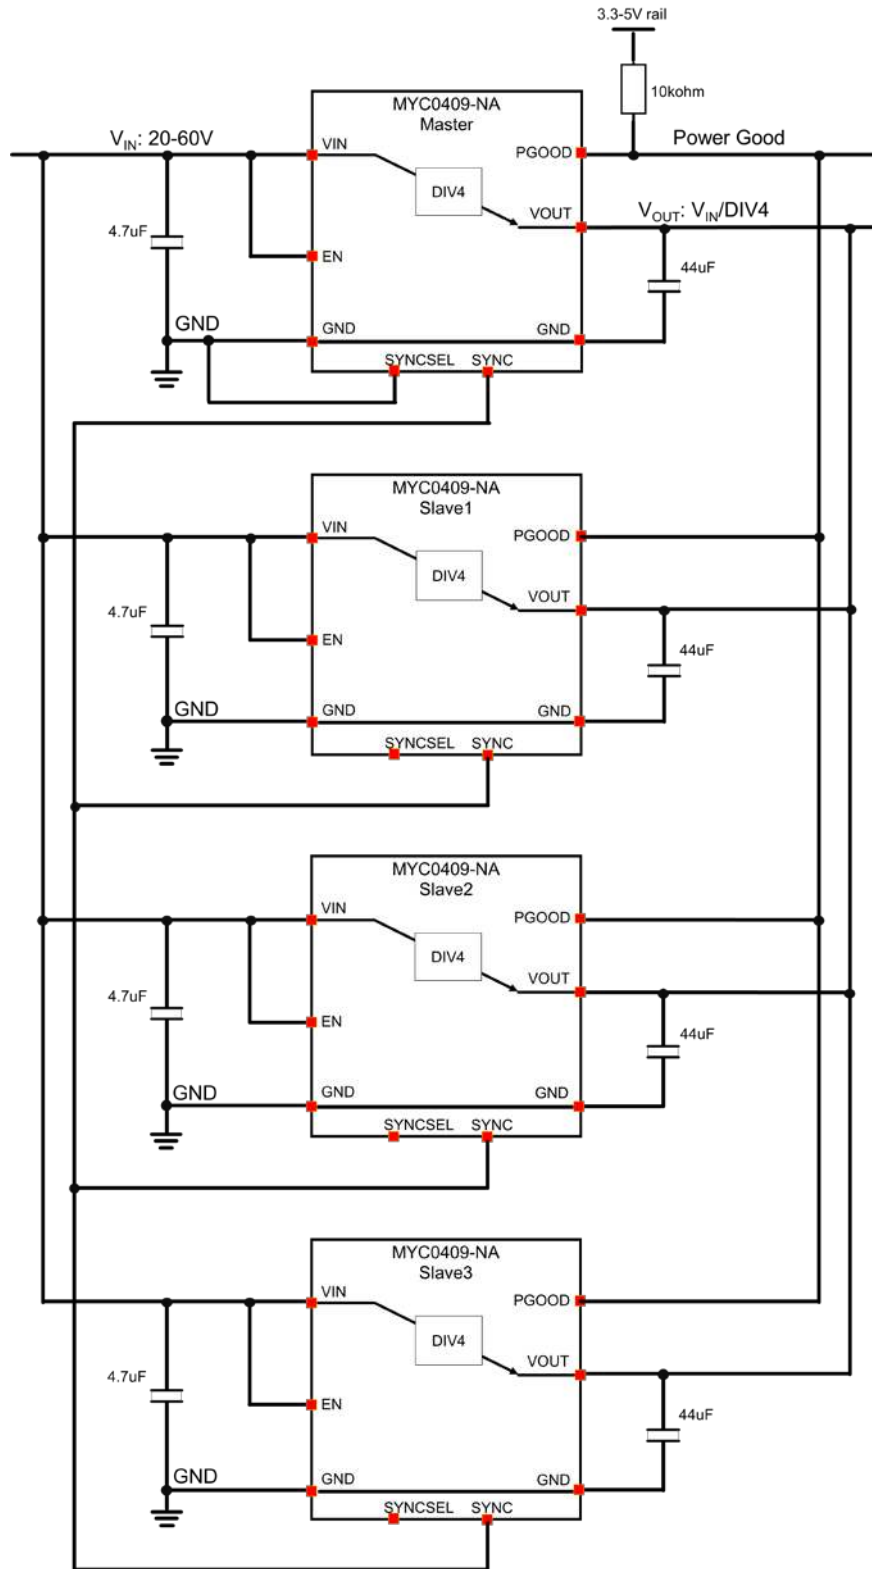 3.3-5V rail
10kohm
MYC0409-NA
Master
VIN: 20-60V
VIN
PGOOD
Power Good
DIV4
VOUT
VOUT: VIN/DIV4
4.7uF
EN
44uF
GND
GND
GND
SYNCSEL
SYNC
MYC0409-NA
Slave1
VIN
PGOOD
DIV4
VOUT
4.7uF
EN
44uF
GND
GND
GND
SYNCSEL
SYNC
MYC0409-NA
Slave2
VIN
PGOOD
DIV4
VOUT
4.7uF
EN
44uF
GND
GND
GND
SYNCSEL
SYNC
MYC0409-NA
Slave3
VIN
PGOOD
DIV4
VOUT
4.7uF
EN
44uF
GND
GND
GND
SYNCSEL
SYNC